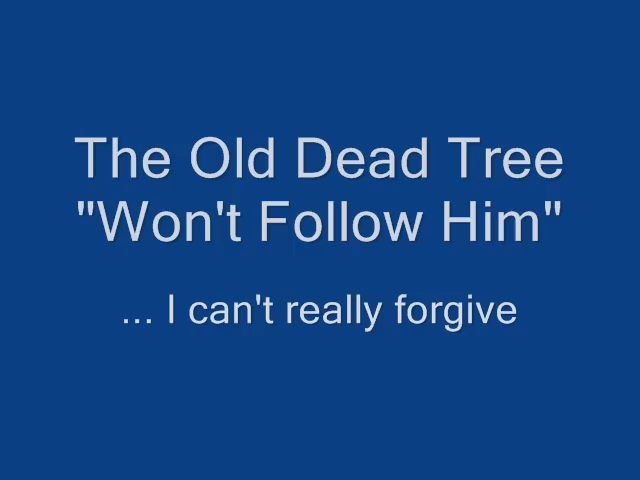 The Old Dead Tree
"Won't Follow Him"
... I can't really forgive